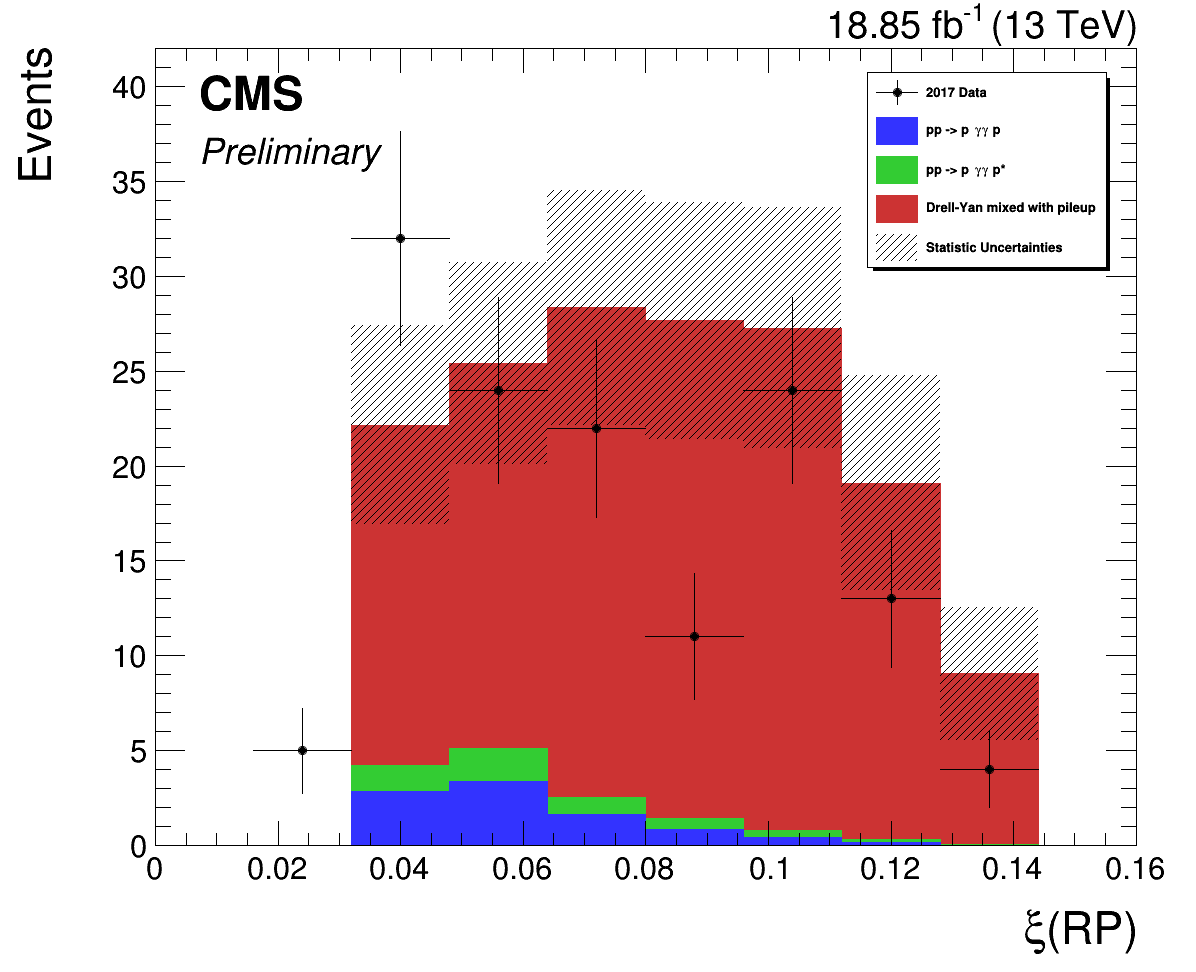 18.85 fb⁻¹ (13 TeV)
Events
CMS
Preliminary
2017 Data
pp -> p γγ p
pp -> p γγ p*
Drell-Yan mixed with pileup
Statistic Uncertainties
40
35
30
25
20
15
10
5
0
0 0.02 0.04 0.06 0.08 0.1 0.12 0.14 0.16
ξ(RP)